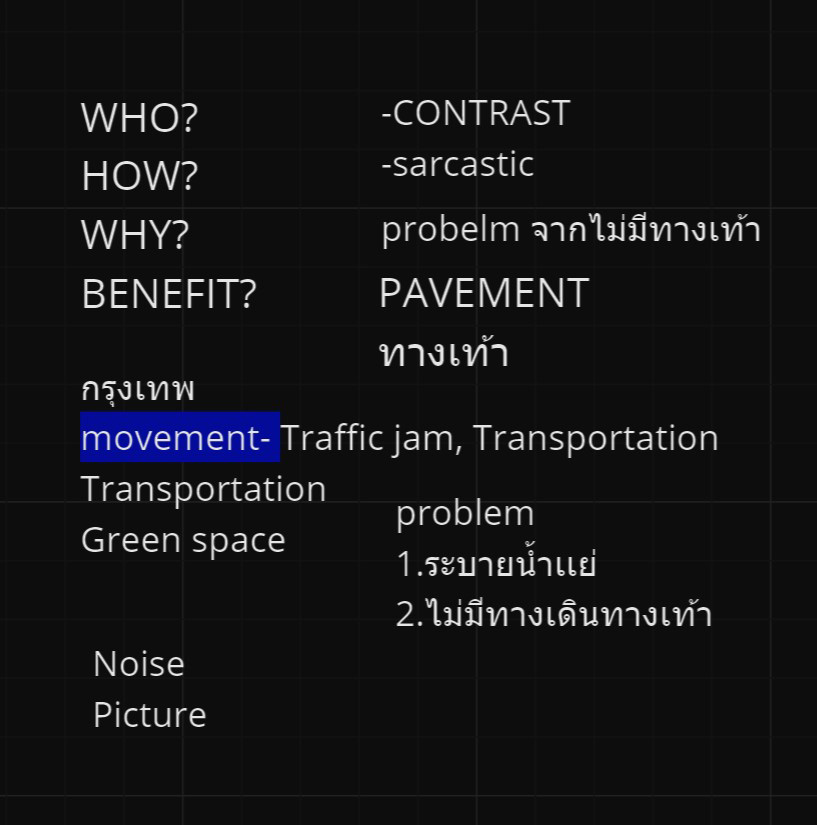 WHO?
HOW?
WHY?
BENEFIT?
-CONTRAST
-sarcastic
probelm จากไม่มีทางเท้า
PAVEMENT
ทางเท้า
กรุงเทพ
movement- Traffic jam, Transportation
Transportation
Green space
problem
1.ระบายน้ำแย่
2.ไม่มีทางเดินทางเท้า
Noise
Picture